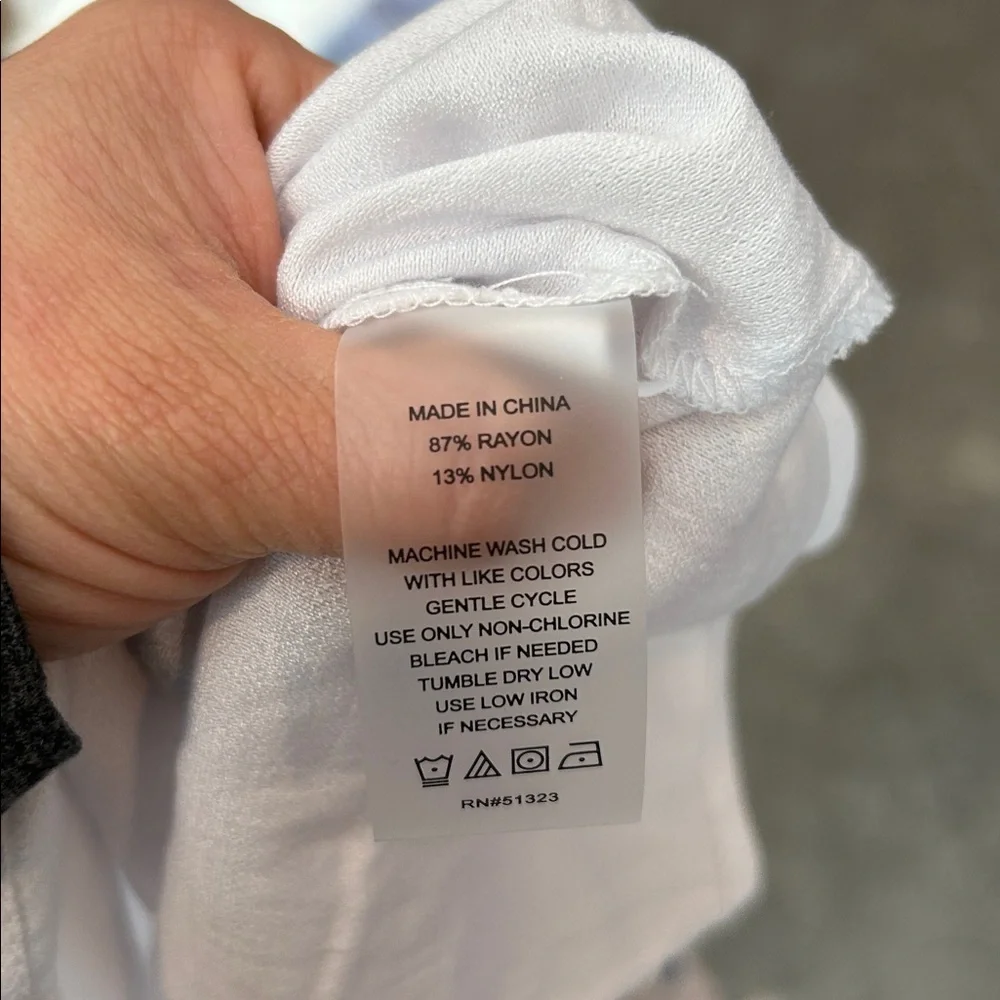 MADE IN CHINA
87% RAYON
13% NYLON
MACHINE WASH COLD
WITH LIKE COLORS
GENTLE CYCLE
USE ONLY NON-CHLORINE
BLEACH IF NEEDED
TUMBLE DRY LOW
USE LOW IRON
IF NECESSARY
RN#51323